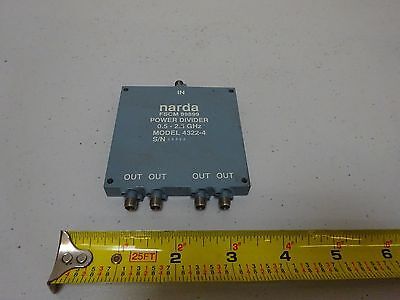 IN
narda
FSCM 99899
POWER DIVIDER
0.5 - 2.3 GHz
MODEL 4322-4
S/N
OUT OUT OUT OUT
1 25FT 2 3 4 5 6